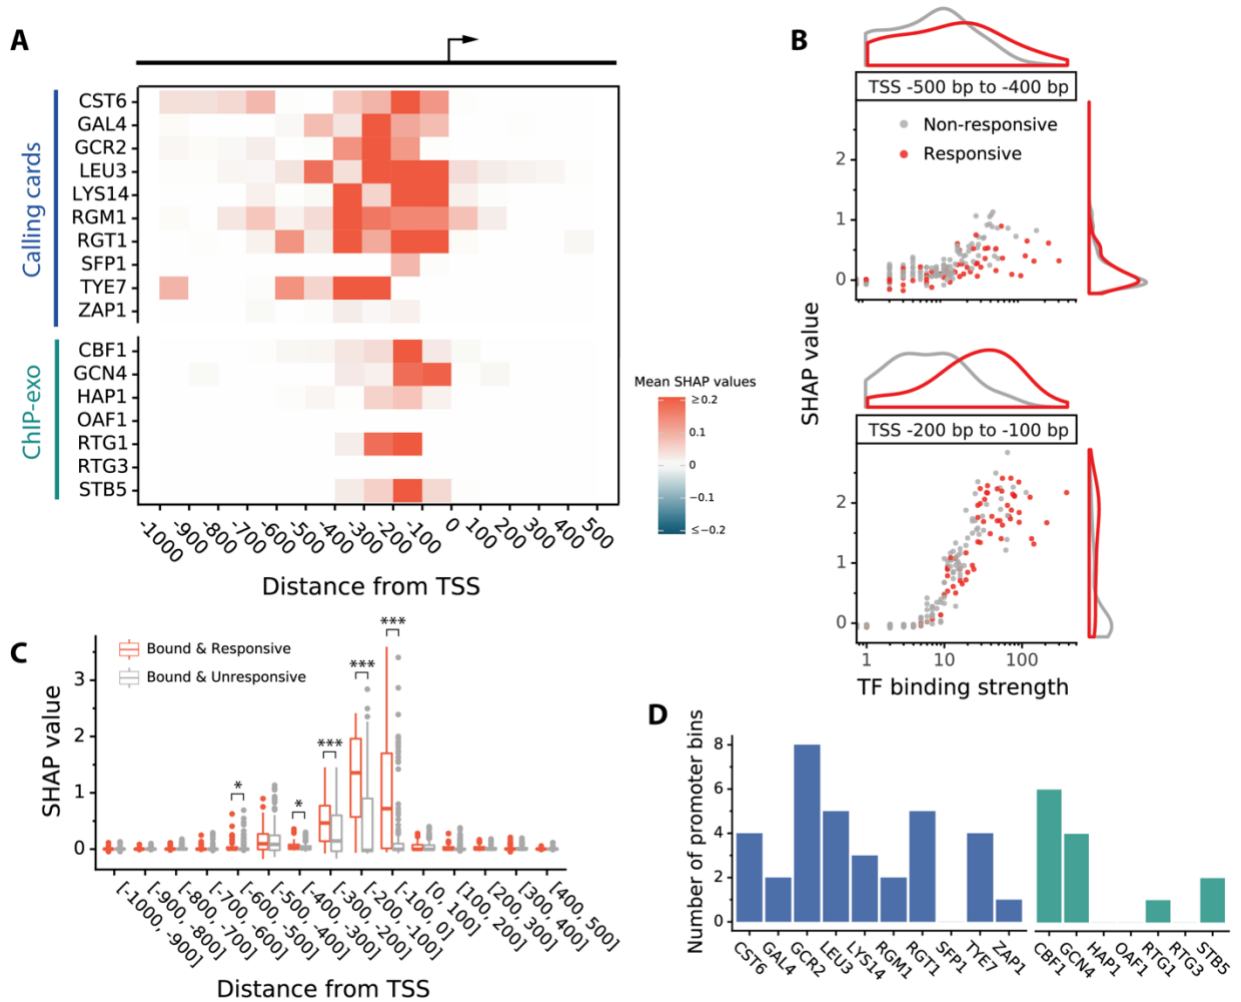 A
CST6
GAL4
GCR2
LEU3
LYS14
RGM1
RGT1
SFP1
TYE7
ZAP1
Calling cards
CBF1
GCN4
HAP1
OAF1
RTG1
RTG3
STB5
ChIP-exo
-1000
-900
-800
-700
-600
-500
-400
-300
-200
-100
0
100
200
300
400
500
Distance from TSS
Mean SHAP values
≥0.2
0.1
0
−0.1
≤−0.2
B
TSS -500 bp to -400 bp
Non-responsive
Responsive
2
1
0
SHAP value
TSS -200 bp to -100 bp
2
1
0
1 10 100
TF binding strength
C
Bound & Responsive
Bound & Unresponsive
SHAP value
3
2
1
0
* * *** *** ***
[-1000, -900]
[-900, -800]
[-800, -700]
[-700, -600]
[-600, -500]
[-500, -400]
[-400, -300]
[-300, -200]
[-200, -100]
[-100, 0]
[0, 100]
[100, 200]
[200, 300]
[300, 400]
[400, 500]
Distance from TSS
D
Number of promoter bins
8
6
4
2
0
CST6
GAL4
GCR2
LEU3
LYS14
RGM1
RGT1
SFP1
TYE7
ZAP1
CBF1
GCN4
HAP1
OAF1
RTG1
RTG3
STB5